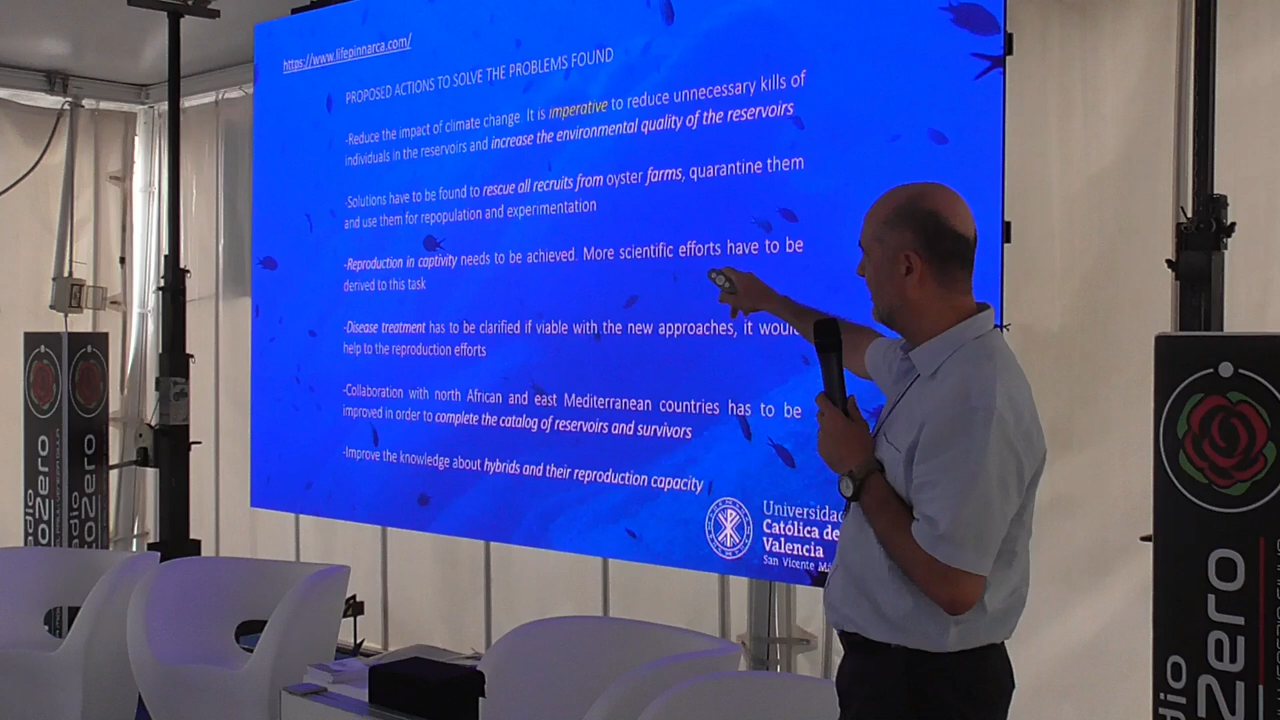 https://www.lifepinnarca.com/
PROPOSED ACTIONS TO SOLVE THE PROBLEMS FOUND
-Reduce the impact of climate change. It is imperative to reduce unnecessary kills of
individuals in the reservoirs and increase the environmental quality of the reservoirs
-Solutions have to be found to rescue all recruits from oyster farms, quarantine them
and use them for repopulation and experimentation
-Reproduction in captivity needs to be achieved. More scientific efforts have to be
derived to this task
-Disease treatment has to be clarified if viable with the new approaches, it would
help to the reproduction efforts
-Collaboration with north African and east Mediterranean countries has to be
improved in order to complete the catalog of reservoirs and survivors
-Improve the knowledge about hybrids and their reproduction capacity
Universidad
Católica de
Valencia
San Vicente
dio
Zero